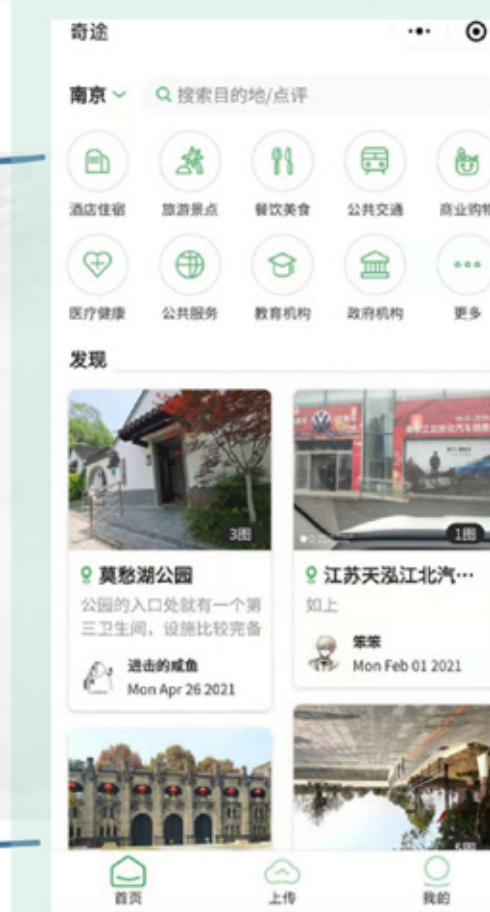 奇途
南京 搜索目的地/点评
酒店住宿 旅游景点 餐饮美食 公共交通 商业购物
医疗健康 公共服务 教育机构 政府机构 更多
发现
3图 1图
莫愁湖公园 江苏天泓江北汽…
公园的入口处就有一个第 如上
三卫生间，设施比较完备
进击的咸鱼 笨笨
Mon Apr 26 2021 Mon Feb 01 2021
首页 上传 我的